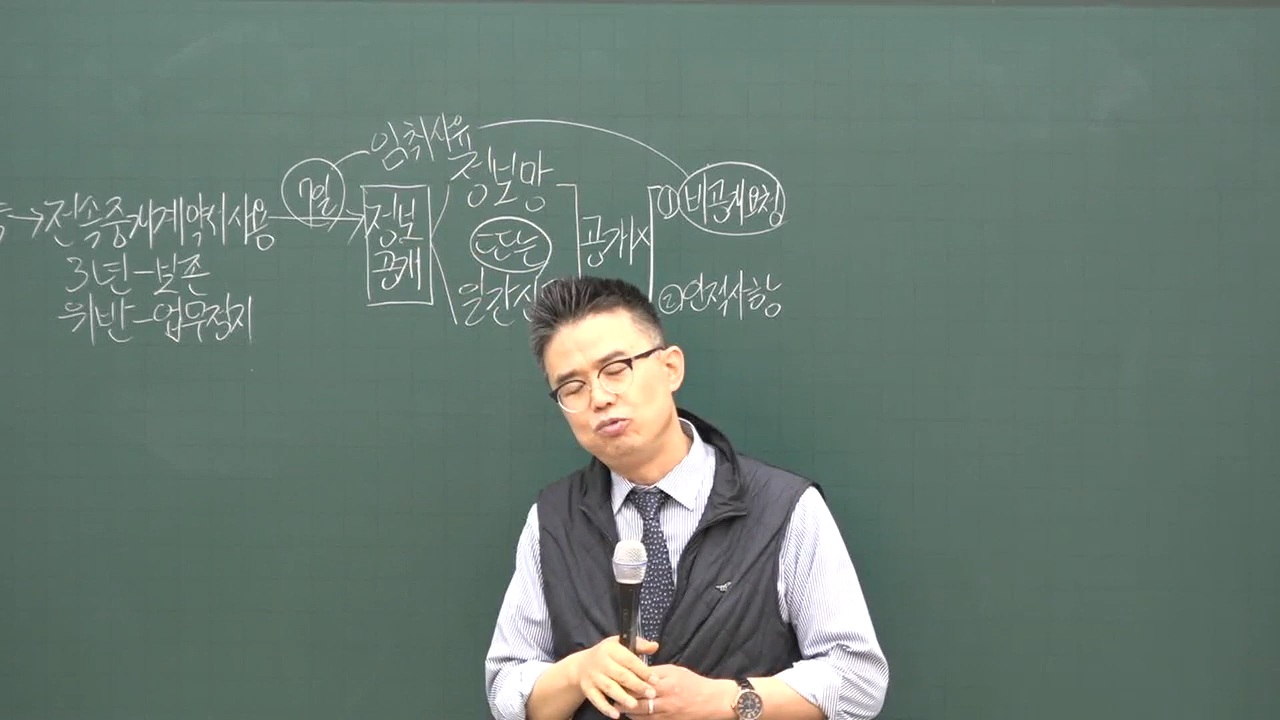 임취사유
정보망
7일
①비공개요청
→전속중개계약서사용
정보
공개
또는
공개X
3년-보존
일간신
②인적사항
위반-업무정지